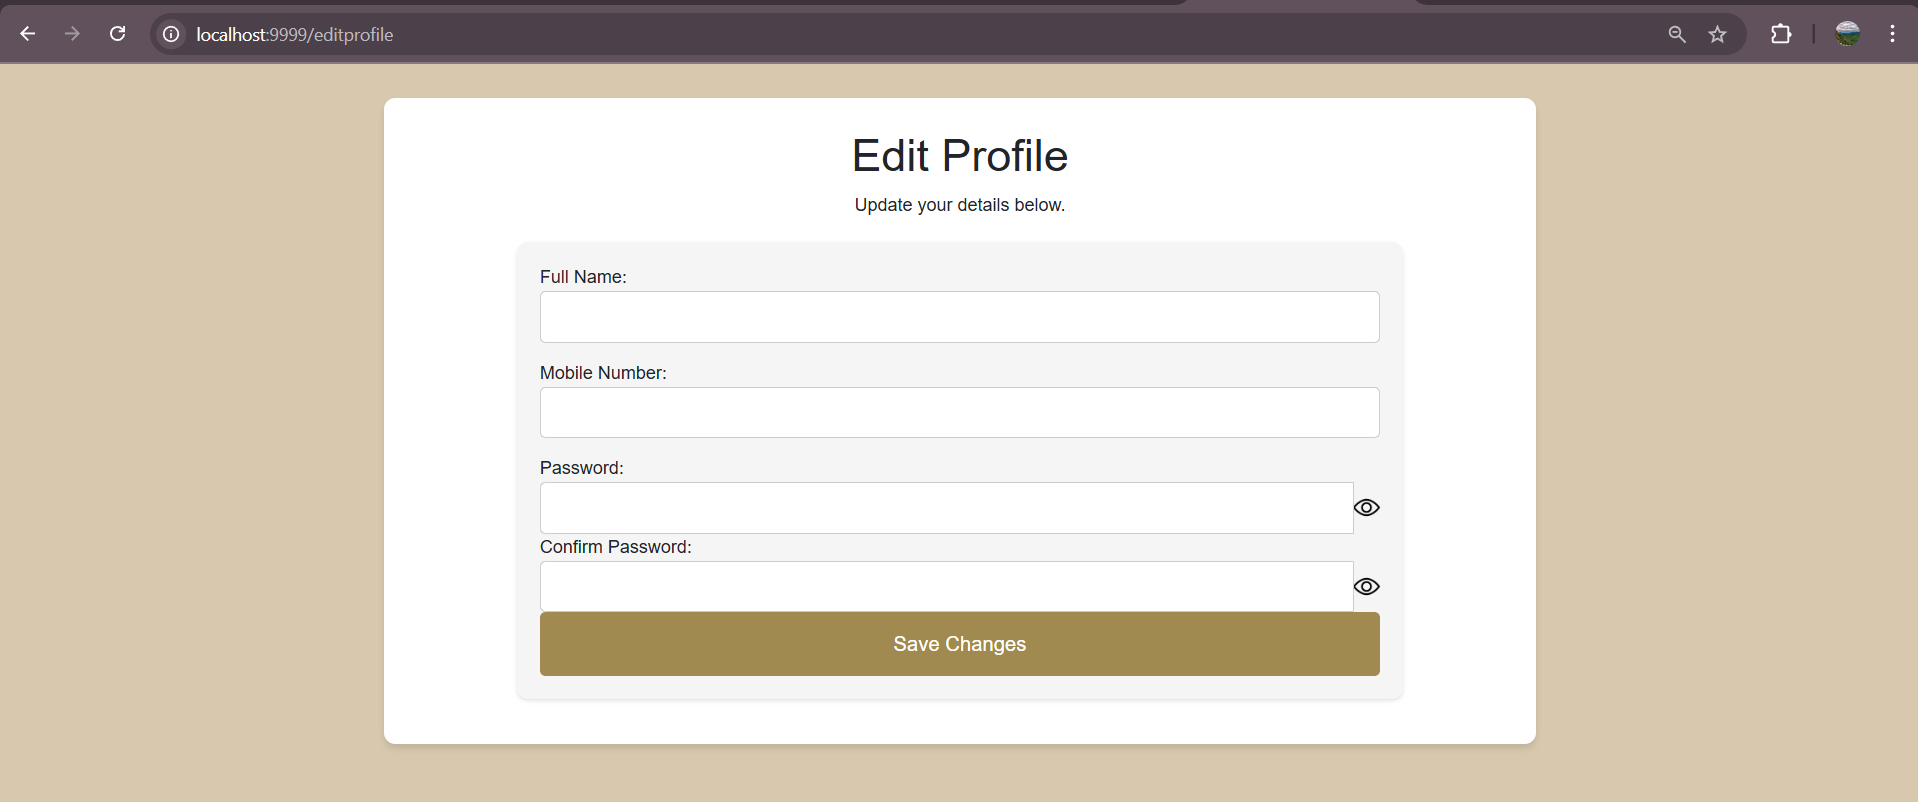 localhost:9999/editprofile
Edit Profile
Update your details below.
Full Name:
Mobile Number:
Password:
Confirm Password:
Save Changes